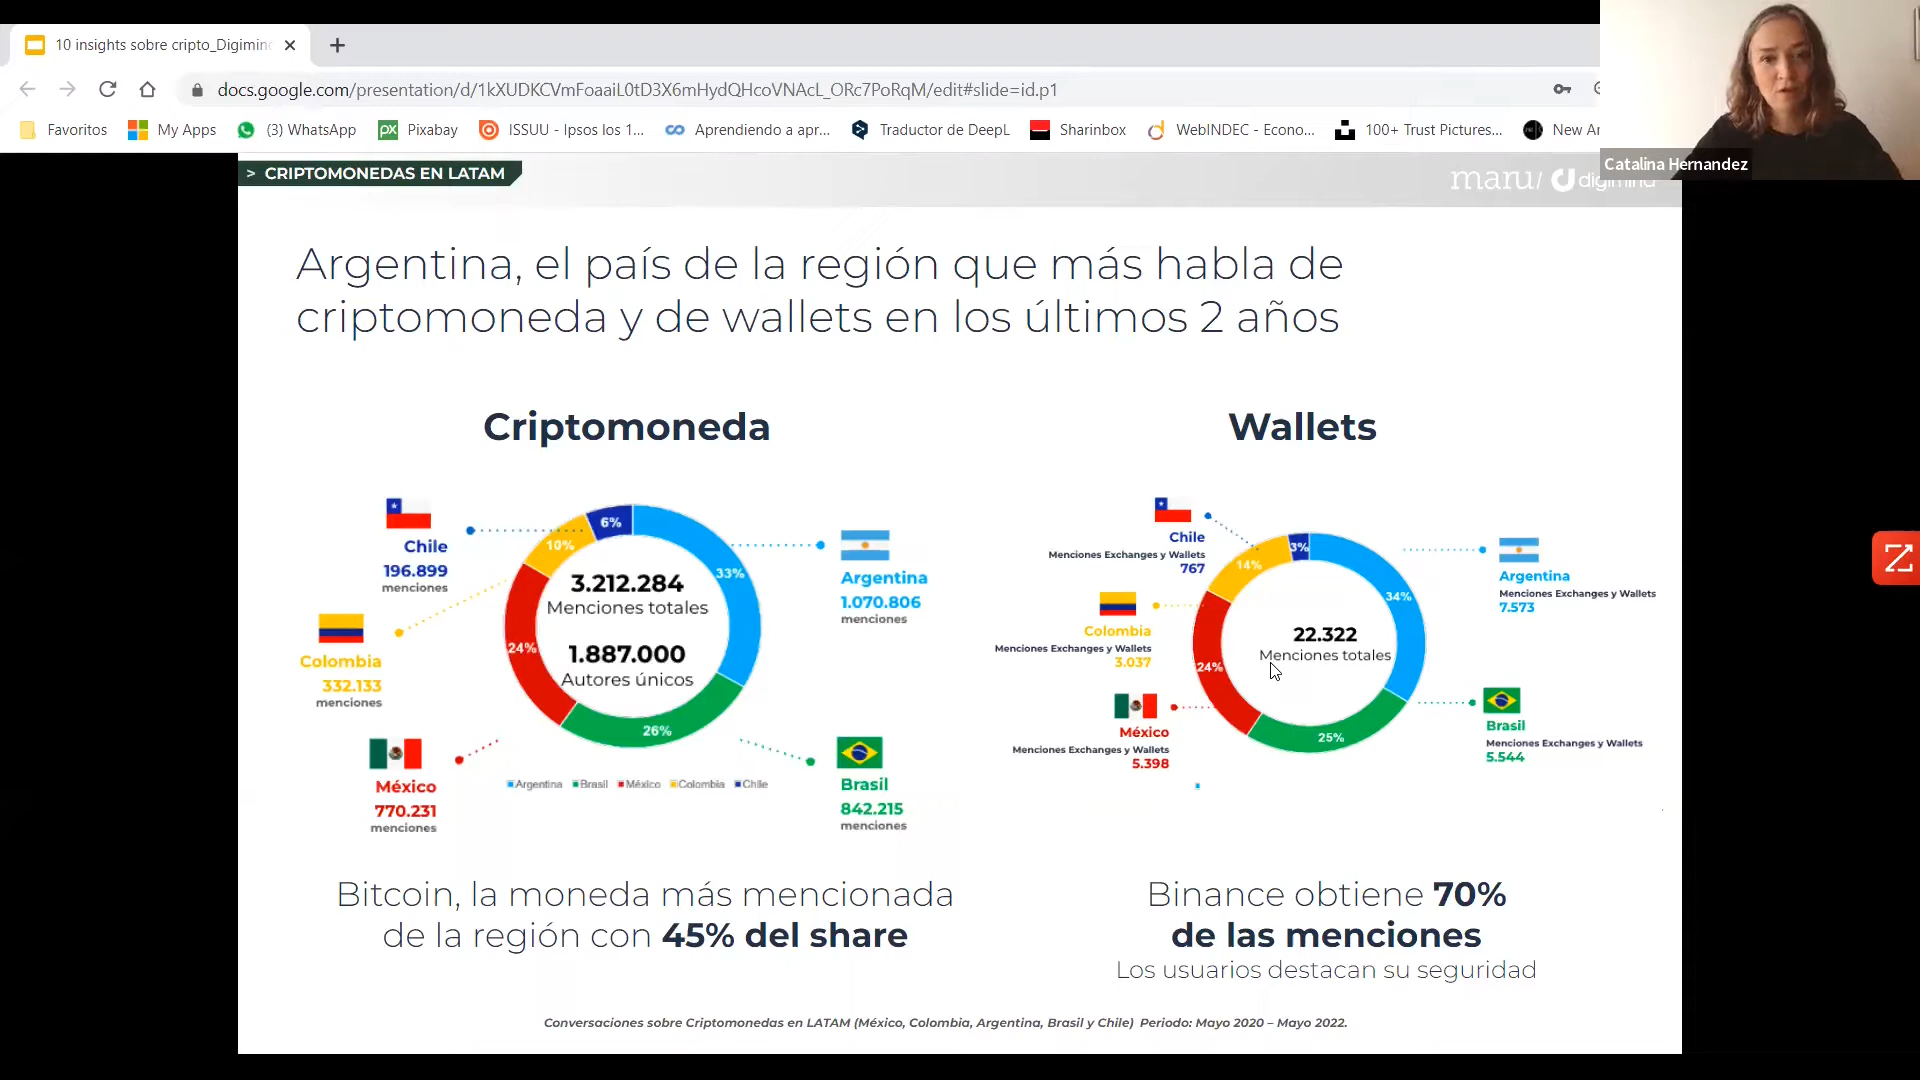 10 insights sobre cripto_Digimin
docs.google.com/presentation/d/1kXUDKCVmFoaaiL0tD3X6mHydQHcoVNAcL_ORc7PoRqM/edit#slide=id.p1
Favoritos
My Apps
(3) WhatsApp
px
Pixabay
ISSUU - Ipsos los 1...
Aprendiendo a apr...
Traductor de DeepL
Sharinbox
WebINDEC - Econo...
100+ Trust Pictures...
New Ar
Catalina Hernandez
> CRIPTOMONEDAS EN LATAM
maru/ digimind
Argentina, el país de la región que más habla de
criptomoneda y de wallets en los últimos 2 años
Criptomoneda
Chile
196.899
menciones
Colombia
332.133
menciones
México
770.231
menciones
6%
10%
33%
24%
26%
3.212.284
Menciones totales
1.887.000
Autores únicos
Argentina
1.070.806
menciones
Brasil
842.215
menciones
Argentina Brasil México Colombia Chile
Bitcoin, la moneda más mencionada
de la región con 45% del share
Wallets
Chile
Menciones Exchanges y Wallets
767
Colombia
Menciones Exchanges y Wallets
3.037
México
Menciones Exchanges y Wallets
5.398
3%
14%
34%
24%
25%
22.322
Menciones totales
Argentina
Menciones Exchanges y Wallets
7.573
Brasil
Menciones Exchanges y Wallets
5.544
Binance obtiene 70%
de las menciones
Los usuarios destacan su seguridad
Conversaciones sobre Criptomonedas en LATAM (México, Colombia, Argentina, Brasil y Chile) Periodo: Mayo 2020 – Mayo 2022.